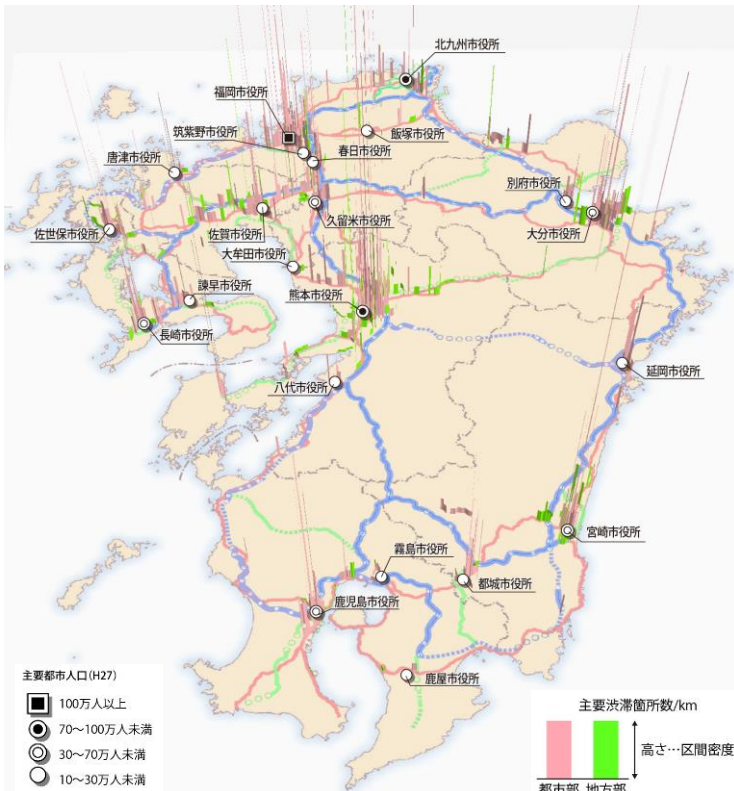 北九州市役所
福岡市役所
筑紫野市役所
飯塚市役所
春日市役所
唐津市役所
別府市役所
佐世保市役所
佐賀市役所
久留米市役所
大分市役所
大牟田市役所
諫早市役所
熊本市役所
長崎市役所
延岡市役所
八代市役所
宮崎市役所
霧島市役所
都城市役所
鹿児島市役所
鹿屋市役所
主要都市人口(H27)
100万人以上
70~100万人未満
30~70万人未満
10~30万人未満
主要渋滞箇所数/km
高さ…区間密度
都市部 地方部